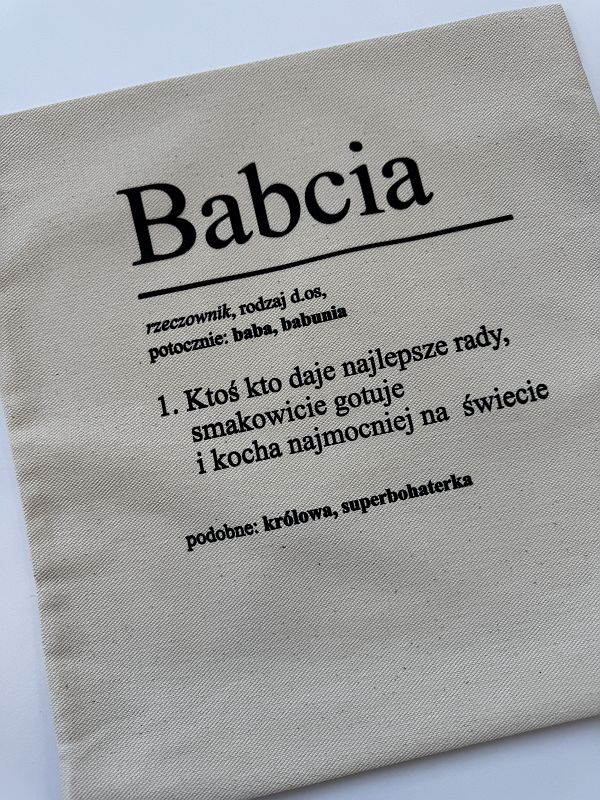 Babcia
rzeczownik, rodzaj d.os,
potocznie: baba, babunia
1. Ktoś kto daje najlepsze rady,
smakowicie gotuje
i kocha najmocniej na świecie
podobne: królowa, superbohaterka